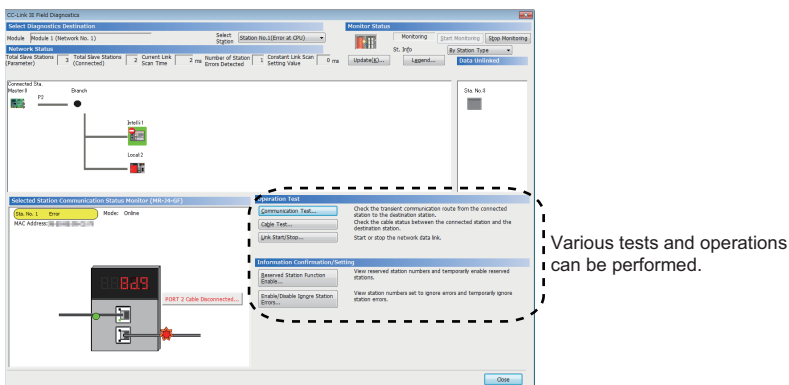 CC-Link IE Field Diagnostics
Select Diagnostics Destination
Monitor Status
Module Module 1 (Network No. 1)
Select Station Station No.1(Error at CPU)
Monitoring Start Monitoring Stop Monitoring
Network Status
St. Info By Station Type
Total Slave Stations (Parameter) 3 Total Slave Stations (Connected) 2 Current Link Scan Time 2 ms Number of Station Errors Detected 1 Constant Link Scan Setting Value 0 ms
Update(K)... Legend...
Data Unlinked
Connected Sta.
Master:0
P2
Branch
Sta. No.3
Intelli:1
Local:2
Selected Station Communication Status Monitor (MR-J4-GF)
Sta. No. 1 Error Mode: Online
MAC Address:
8d9
PORT 2 Cable Disconnected...
Operation Test
Communication Test...
Check the transient communication route from the connected
station to the destination station.
Cable Test...
Check the cable status between the connected station and the
destination station.
Link Start/Stop...
Start or stop the network data link.
Information Confirmation/Setting
Reserved Station Function
Enable...
View reserved station numbers and temporarily enable reserved
stations.
Enable/Disable Ignore Station
Errors...
View station numbers set to ignore errors and temporarily ignore
station errors.
Close
Various tests and operations
can be performed.